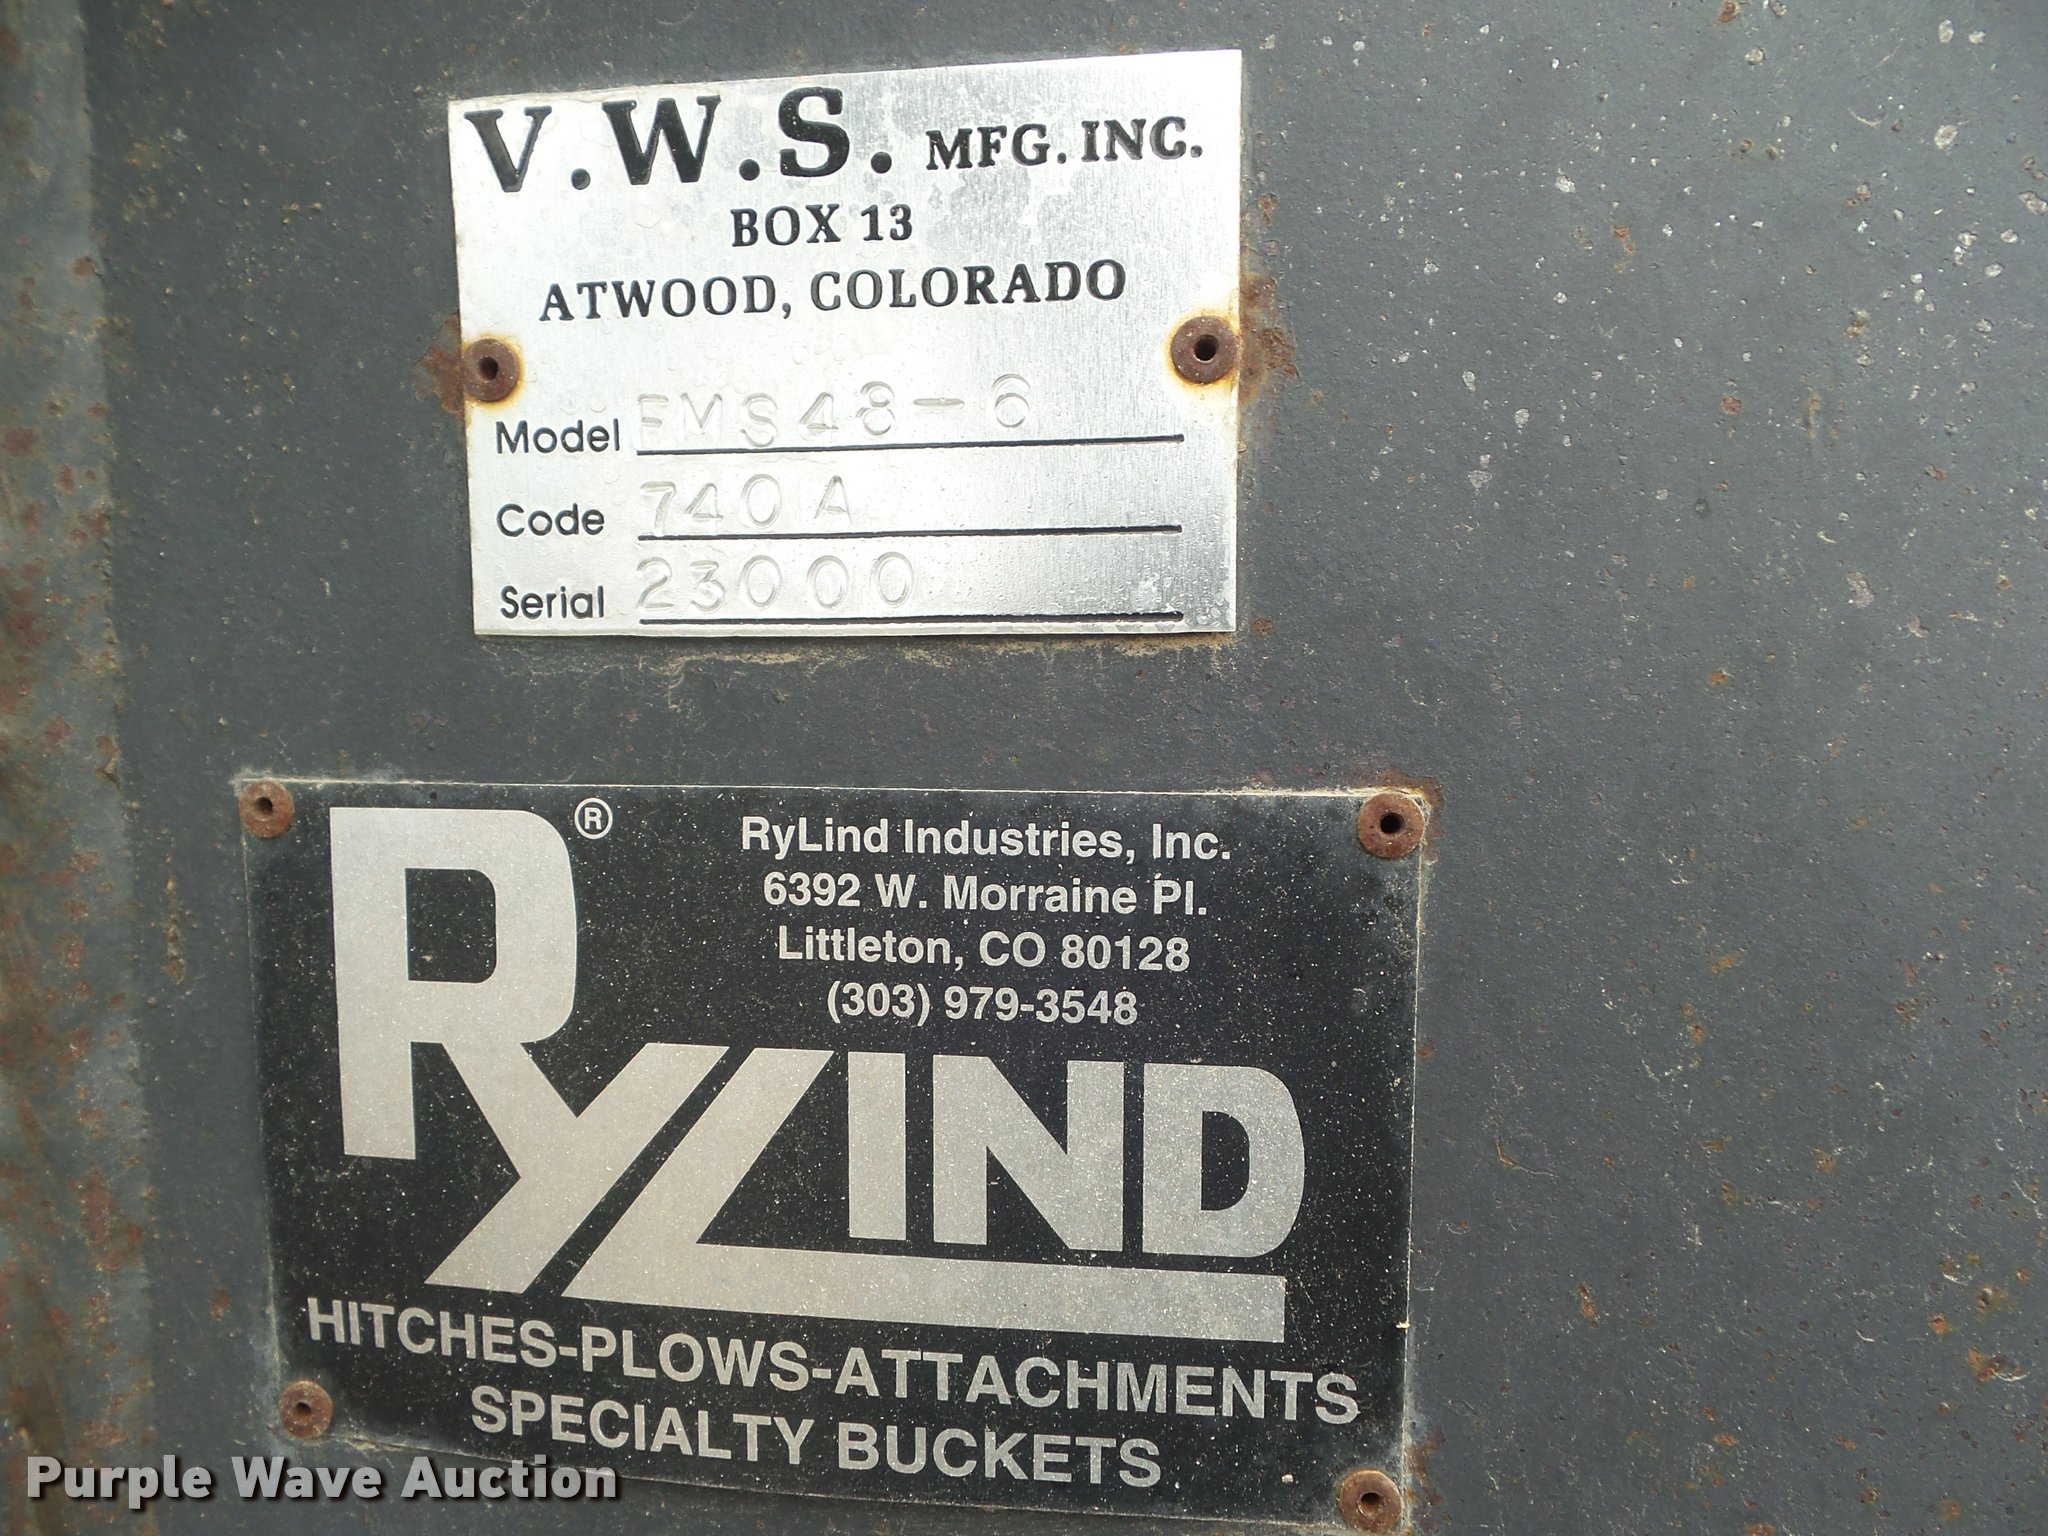 V.W.S. MFG. INC.
BOX 13
ATWOOD, COLORADO
Model FMS48-6
Code 740A
Serial 23000
®
RyLind Industries, Inc.
6392 W. Morraine Pl.
Littleton, CO 80128
(303) 979-3548
RYLIND
HITCHES-PLOWS-ATTACHMENTS
SPECIALTY BUCKETS
Purple Wave Auction